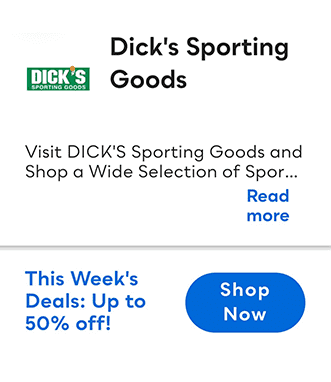 Dick's Sporting
Goods
DICK'S
SPORTING GOODS
Visit DICK'S Sporting Goods and
Shop a Wide Selection of Spor...
Read
more
This Week's
Deals: Up to
50% off!
Shop
Now